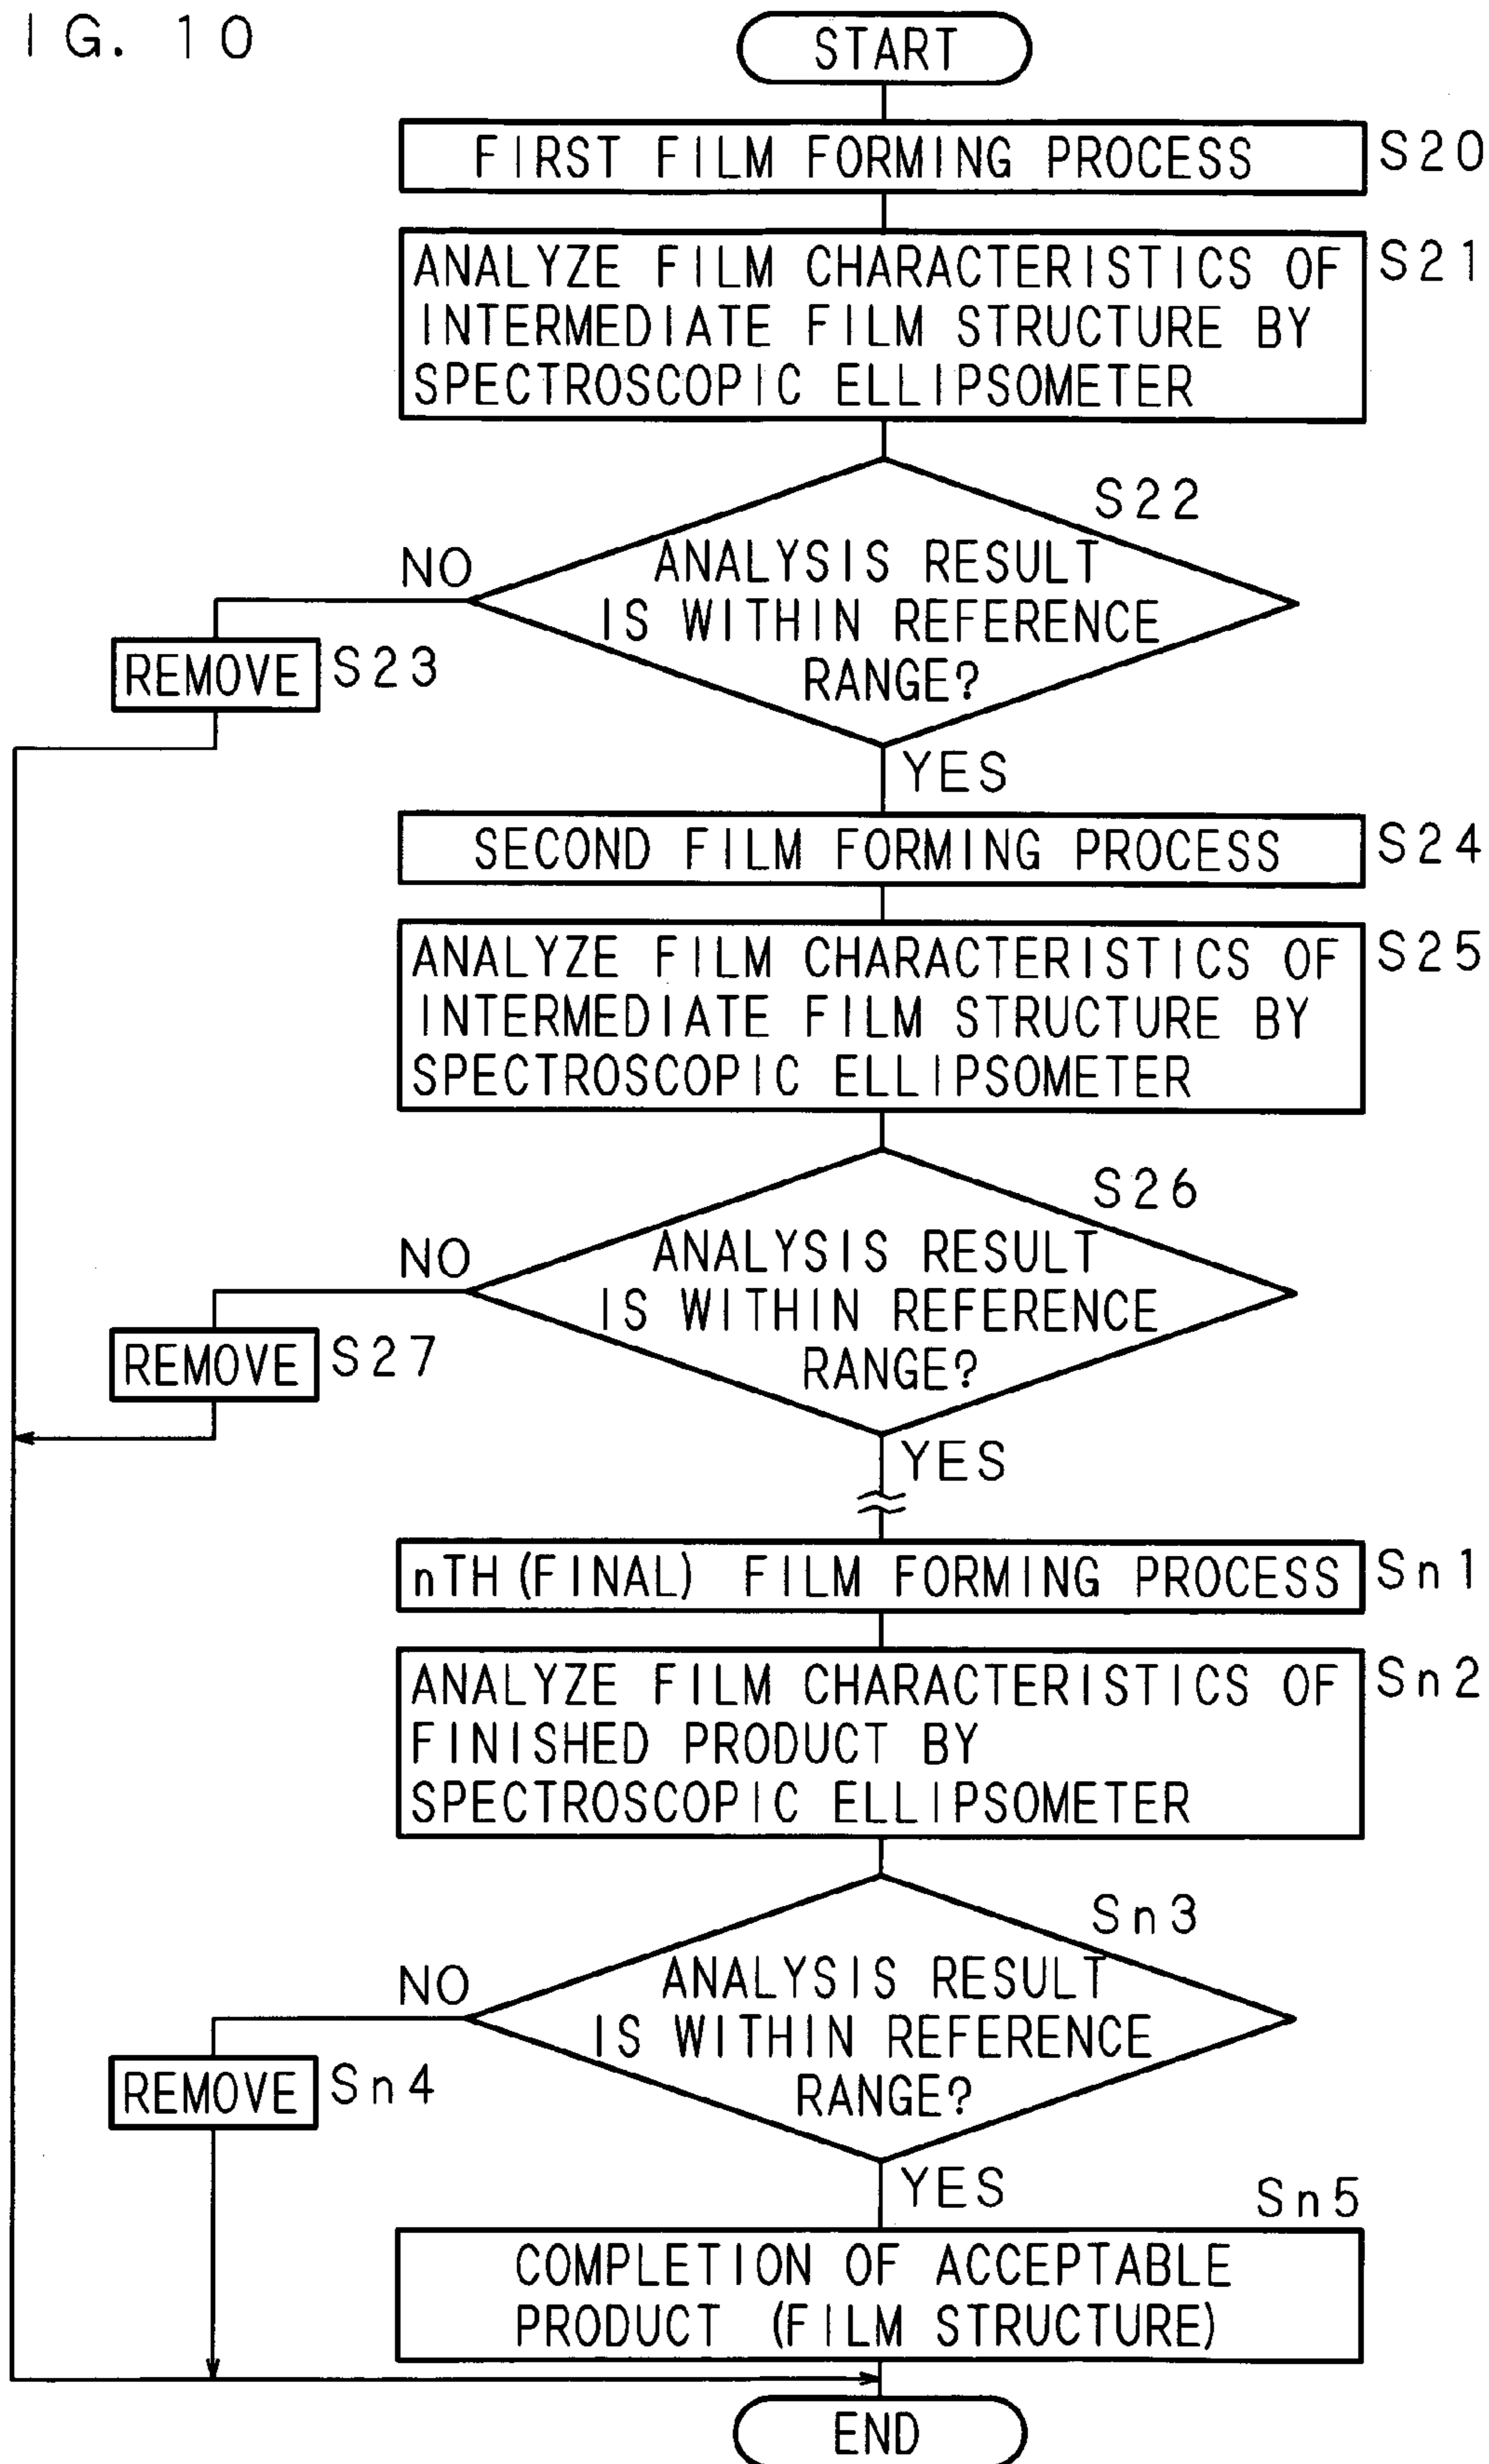 IG. 10
START
FIRST FILM FORMING PROCESS
S20
ANALYZE FILM CHARACTERISTICS OF
INTERMEDIATE FILM STRUCTURE BY
SPECTROSCOPIC ELLIPSOMETER
S21
S22
ANALYSIS RESULT
IS WITHIN REFERENCE
RANGE?
NO
REMOVE
S23
YES
SECOND FILM FORMING PROCESS
S24
ANALYZE FILM CHARACTERISTICS OF
INTERMEDIATE FILM STRUCTURE BY
SPECTROSCOPIC ELLIPSOMETER
S25
S26
ANALYSIS RESULT
IS WITHIN REFERENCE
RANGE?
NO
REMOVE
S27
YES
nTH (FINAL) FILM FORMING PROCESS
Sn1
ANALYZE FILM CHARACTERISTICS OF
FINISHED PRODUCT BY
SPECTROSCOPIC ELLIPSOMETER
Sn2
Sn3
ANALYSIS RESULT
IS WITHIN REFERENCE
RANGE?
NO
REMOVE
Sn4
YES
Sn5
COMPLETION OF ACCEPTABLE
PRODUCT (FILM STRUCTURE)
END